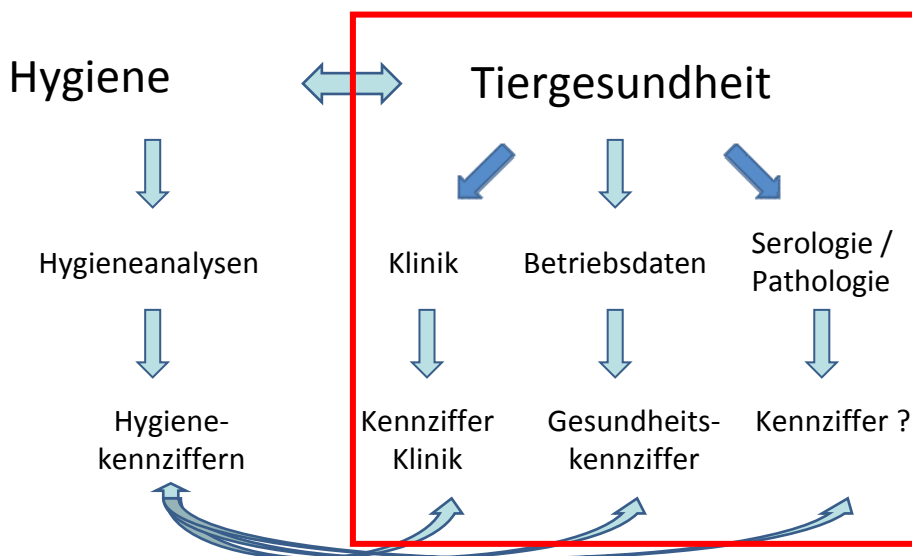 Hygiene
Tiergesundheit
Hygieneanalysen
Klinik
Betriebsdaten
Serologie /
Pathologie
Hygiene-
kennziffern
Kennziffer
Klinik
Gesundheits-
kennziffer
Kennziffer ?